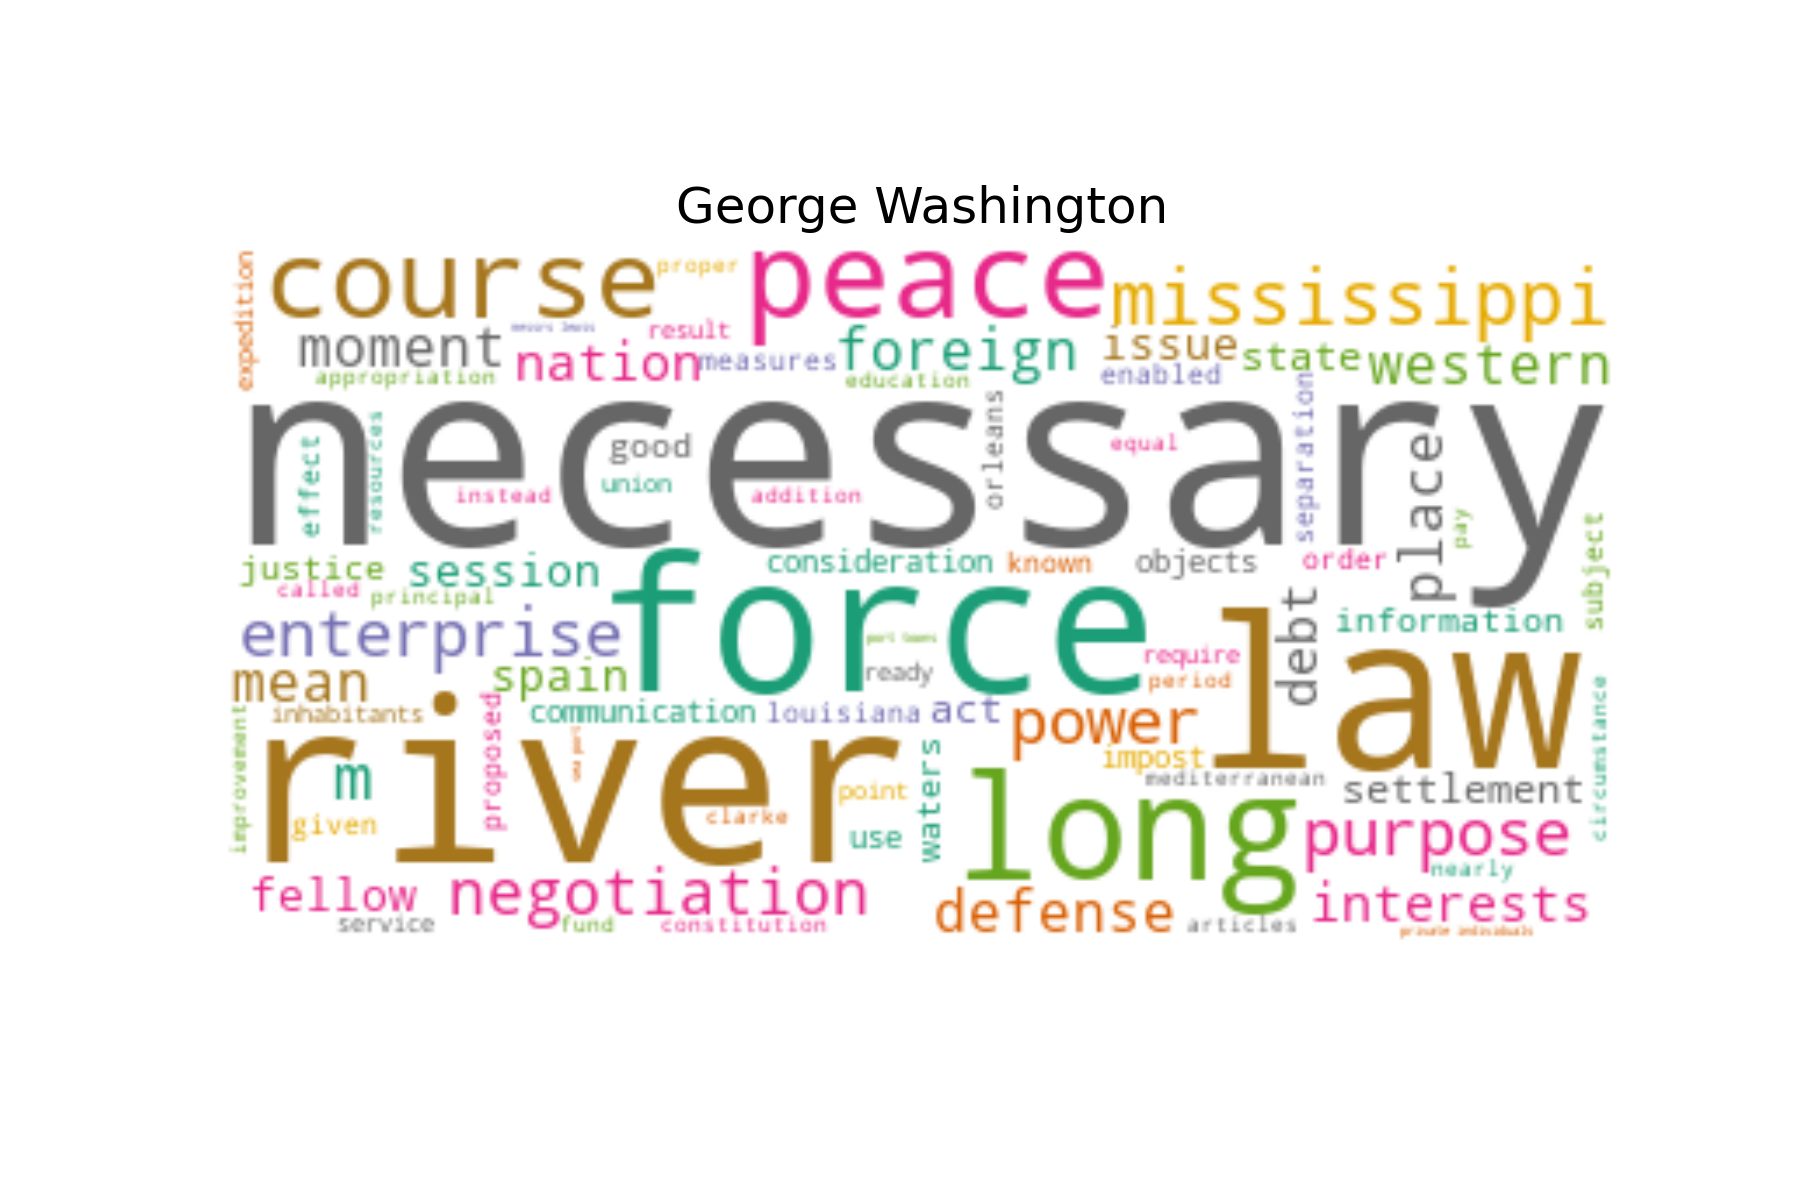 George Washington
expedition
course
proper
peace
mississippi
moment
result
nation
measures
foreign
issue
state
western
appropriation
education
enabled
necessary
effect
resources
good
instead
union
addition
orleans
equal
separation
place
pay
subject
justice
session
consideration
known
objects
order
called
principal
force
enterprise
debt
information
law
mean
spain
ready
require
period
inhabitants
communication
louisiana
act
power
improvement
river
m
proposed
given
clarke
point
use
waters
impost
mediterranean
long
settlement
circumstance
purpose
nearly
fellow
negotiation
defense
interests
service
fund
constitution
articles
private individuals